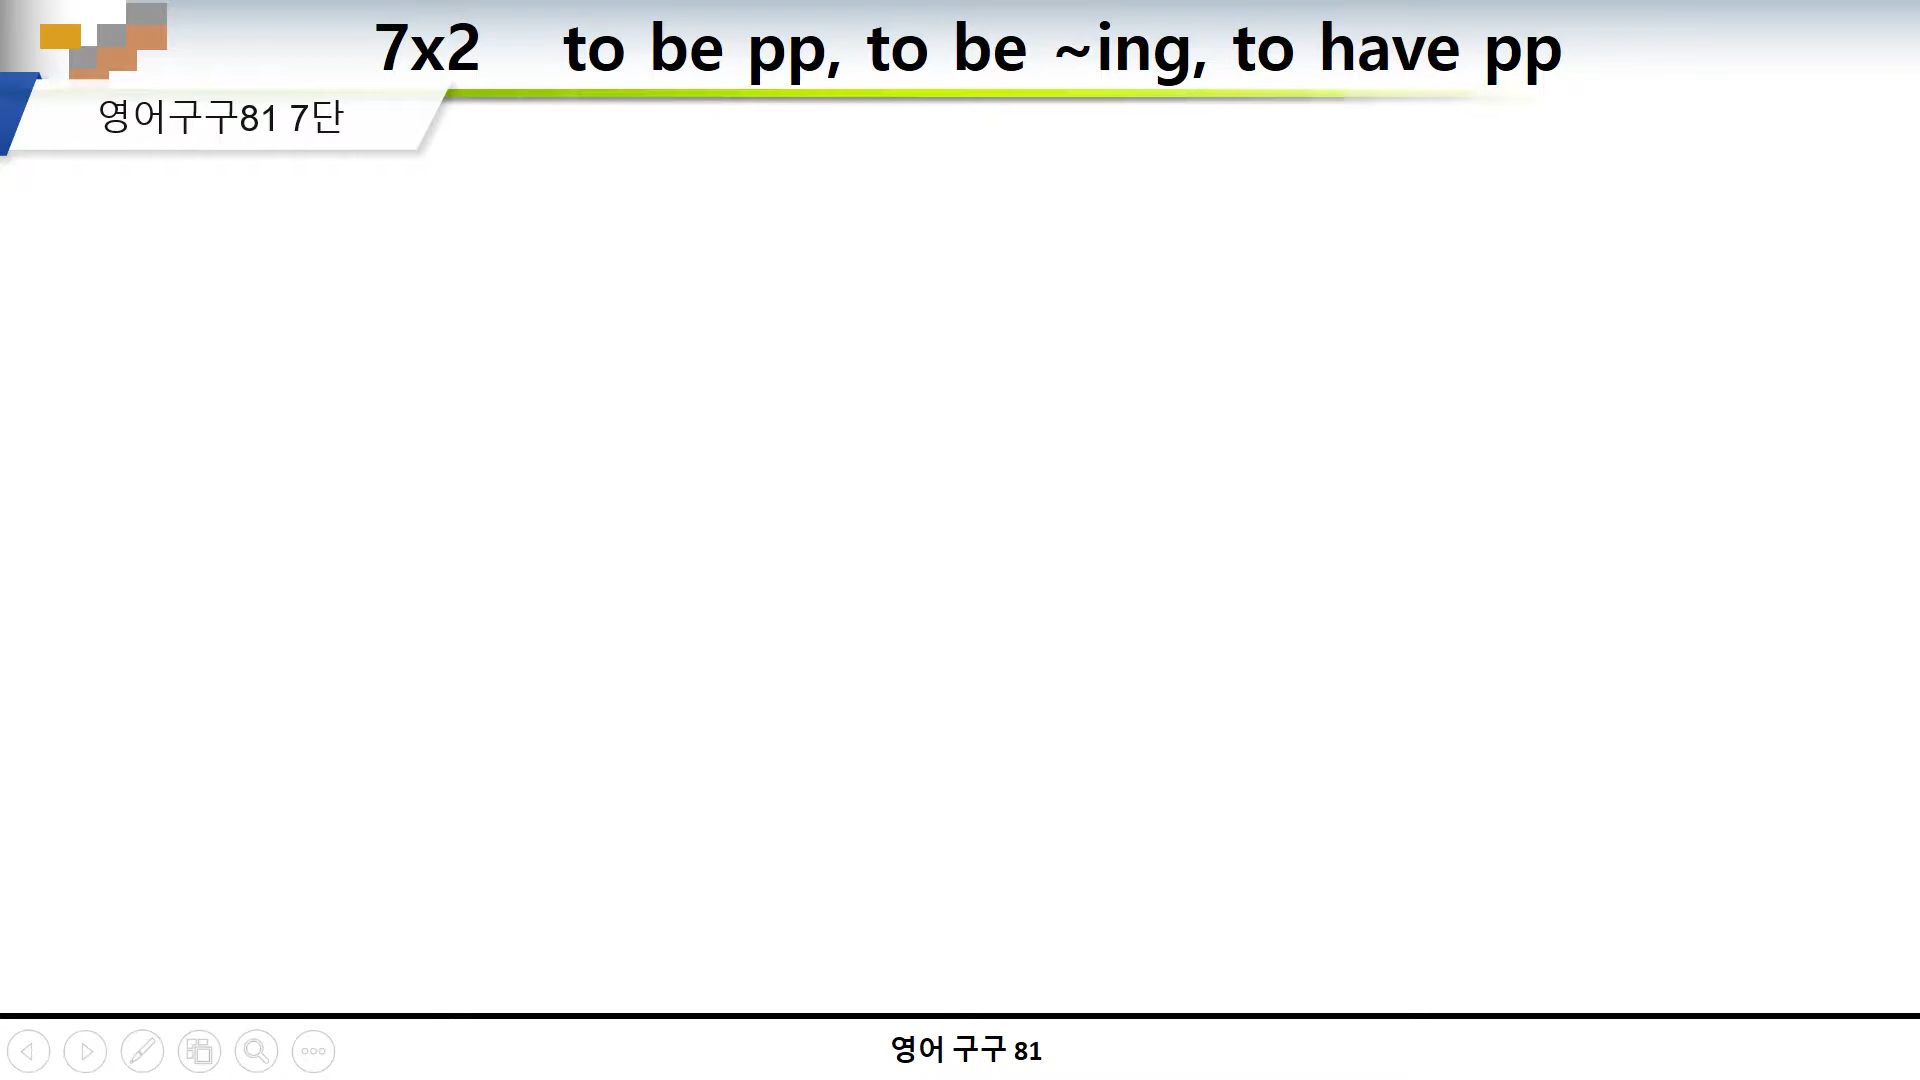 7x2 to be pp, to be ~ing, to have pp
영어구구81 7단
영어 구구 81